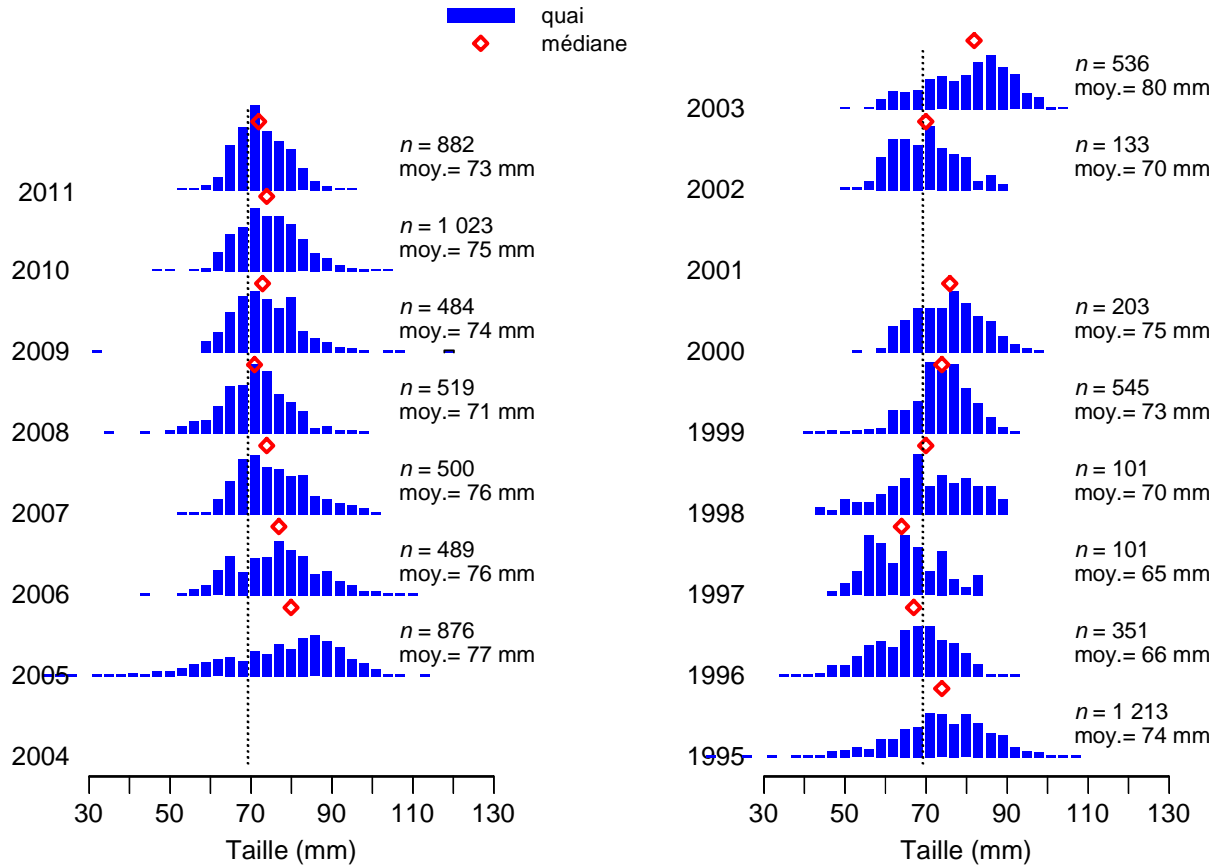 quai
médiane
2011
n = 882
moy.= 73 mm
2010
n = 1 023
moy.= 75 mm
2009
n = 484
moy.= 74 mm
2008
n = 519
moy.= 71 mm
2007
n = 500
moy.= 76 mm
2006
n = 489
moy.= 76 mm
2005
n = 876
moy.= 77 mm
2004
30 50 70 90 110 130
Taille (mm)
2003
n = 536
moy.= 80 mm
2002
n = 133
moy.= 70 mm
2001
2000
n = 203
moy.= 75 mm
1999
n = 545
moy.= 73 mm
1998
n = 101
moy.= 70 mm
1997
n = 101
moy.= 65 mm
1996
n = 351
moy.= 66 mm
1995
n = 1 213
moy.= 74 mm
30 50 70 90 110 130
Taille (mm)